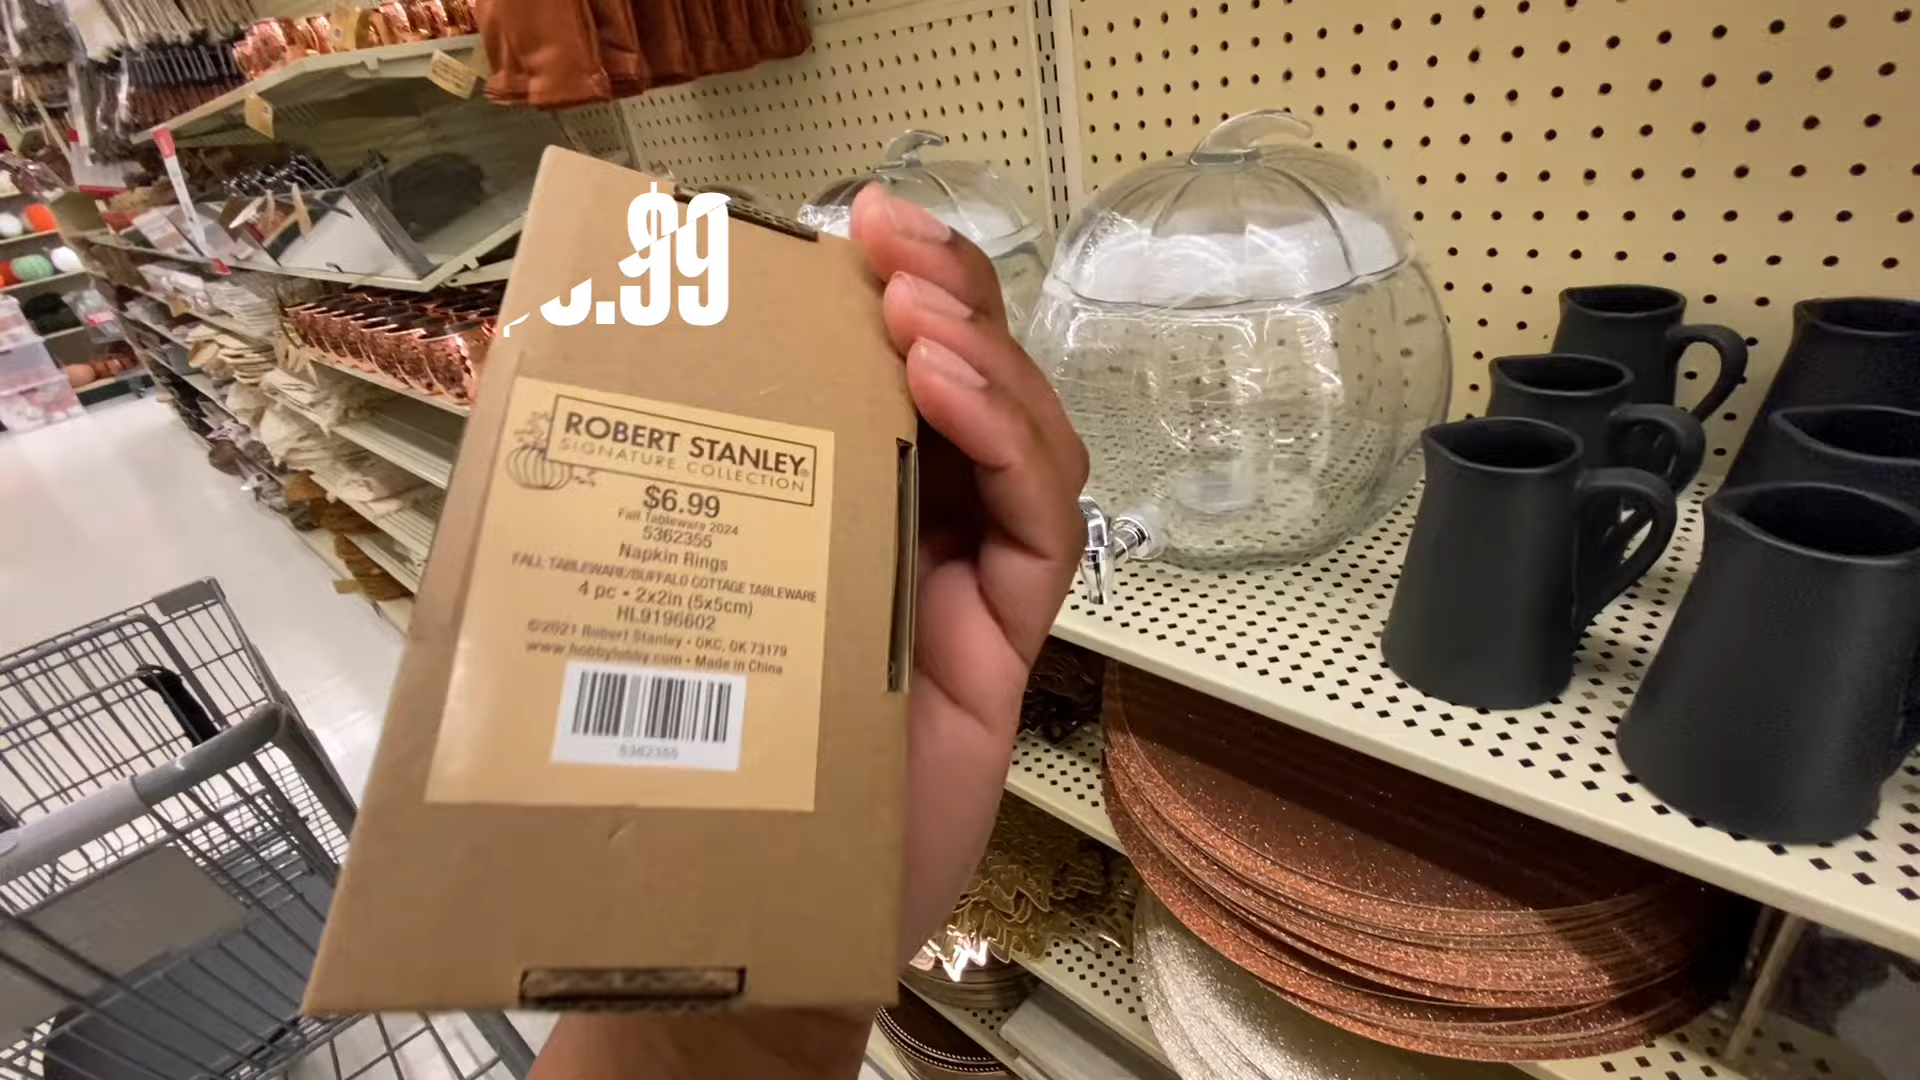 .99
ROBERT STANLEY®
SIGNATURE COLLECTION
$6.99
Fall Tableware 2024
5362355
Napkin Rings
FALL TABLEWARE/BUFFALO COTTAGE TABLEWARE
4 pc • 2x2in (5x5cm)
HL9196602
©2021 Robert Stanley • OKC, OK 73179
www.hobbylobby.com • Made in China
5362355